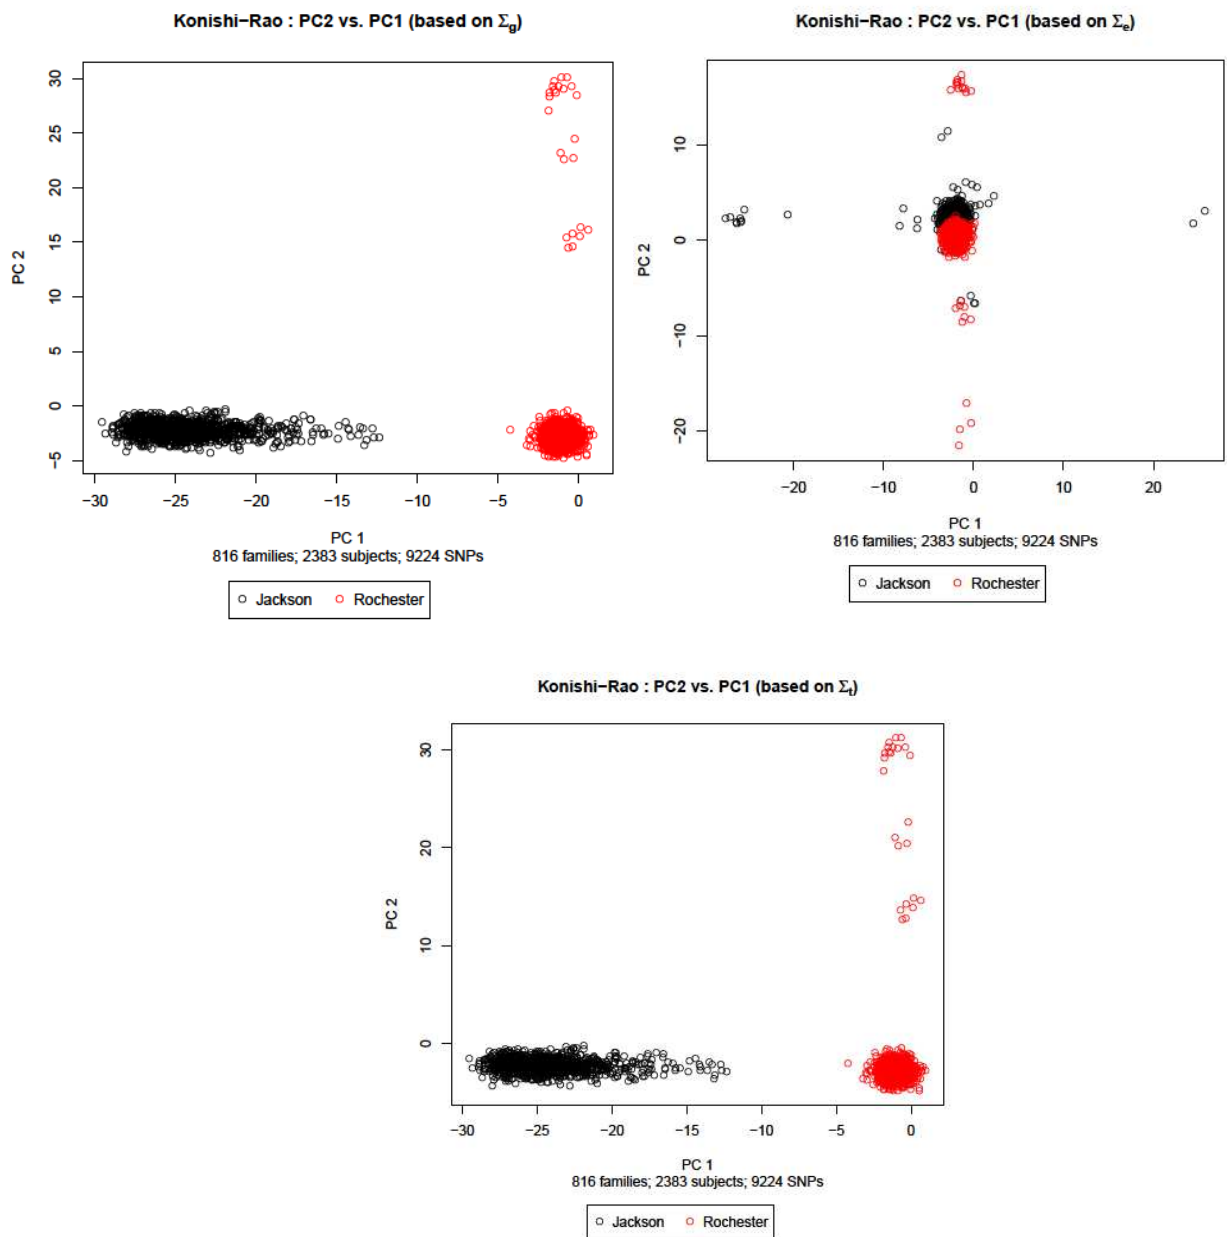 Konishi−Rao : PC2 vs. PC1 (based on Σg)
30
25
20
15
10
5
0
−5
PC 2
−30 −25 −20 −15 −10 −5 0
PC 1
816 families; 2383 subjects; 9224 SNPs
Jackson Rochester
Konishi−Rao : PC2 vs. PC1 (based on Σe)
10
0
−10
−20
PC 2
−20 −10 0 10 20
PC 1
816 families; 2383 subjects; 9224 SNPs
Jackson Rochester
Konishi−Rao : PC2 vs. PC1 (based on Σt)
30
20
10
0
PC 2
−30 −25 −20 −15 −10 −5 0
PC 1
816 families; 2383 subjects; 9224 SNPs
Jackson Rochester